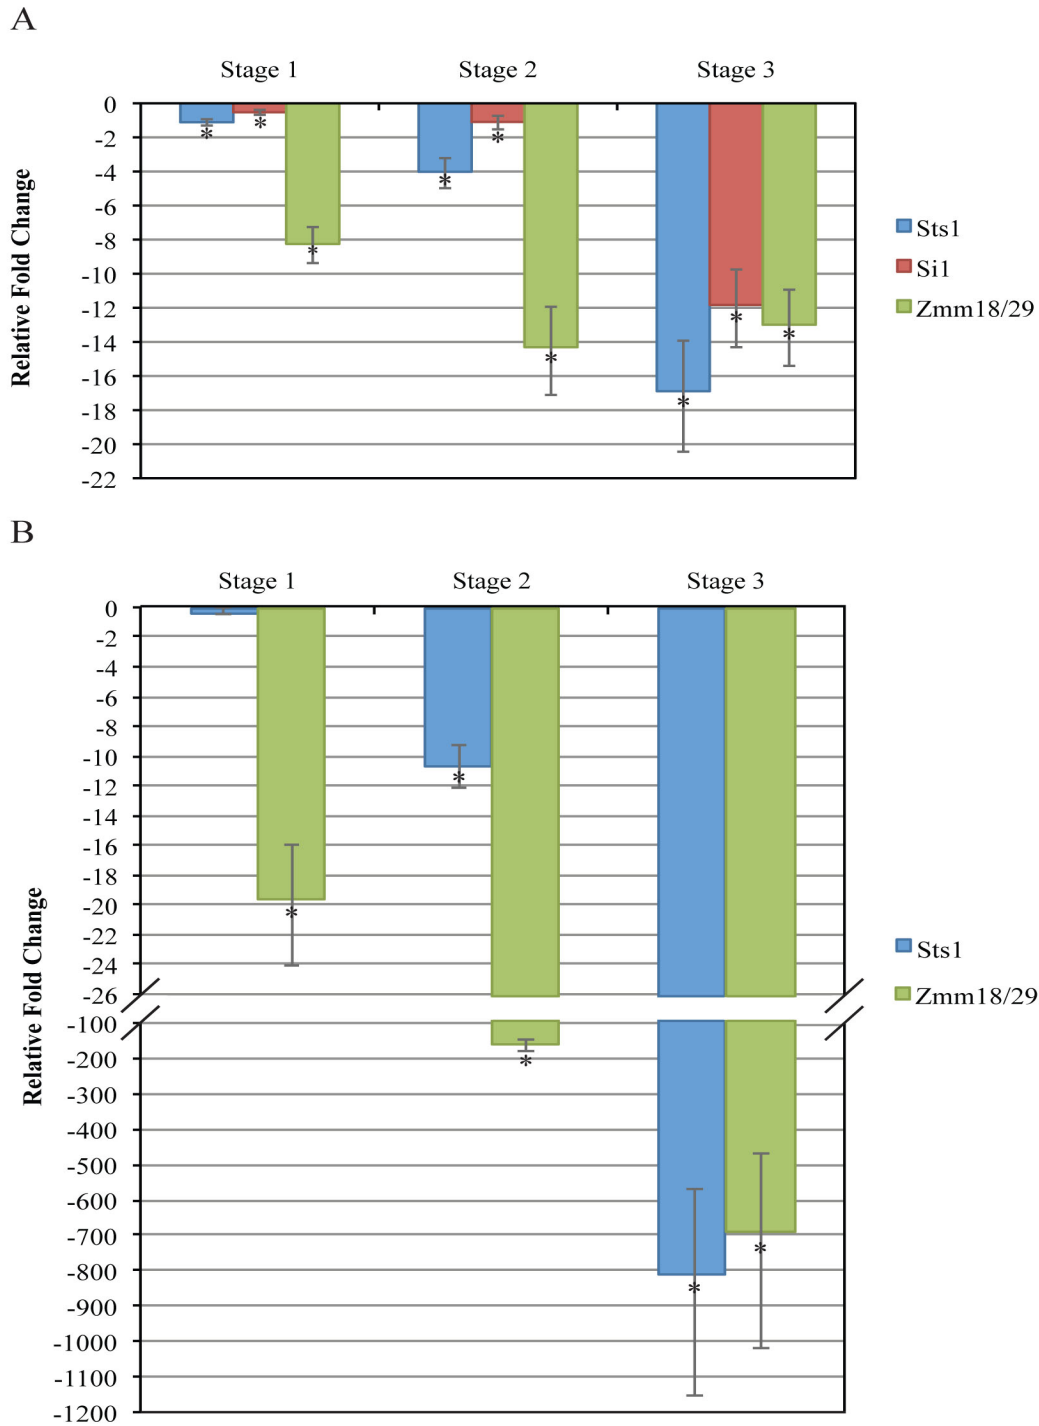 A
Stage 1 Stage 2 Stage 3
0
-2
-4
-6
-8
-10
-12
-14
-16
-18
-20
-22
Relative Fold Change
* * * * * * * * *
Sts1
Si1
Zmm18/29
B
Stage 1 Stage 2 Stage 3
0
-2
-4
-6
-8
-10
-12
-14
-16
-18
-20
-22
-24
-26
-100
-200
-300
-400
-500
-600
-700
-800
-900
-1000
-1100
-1200
Relative Fold Change
* * * * *
Sts1
Zmm18/29